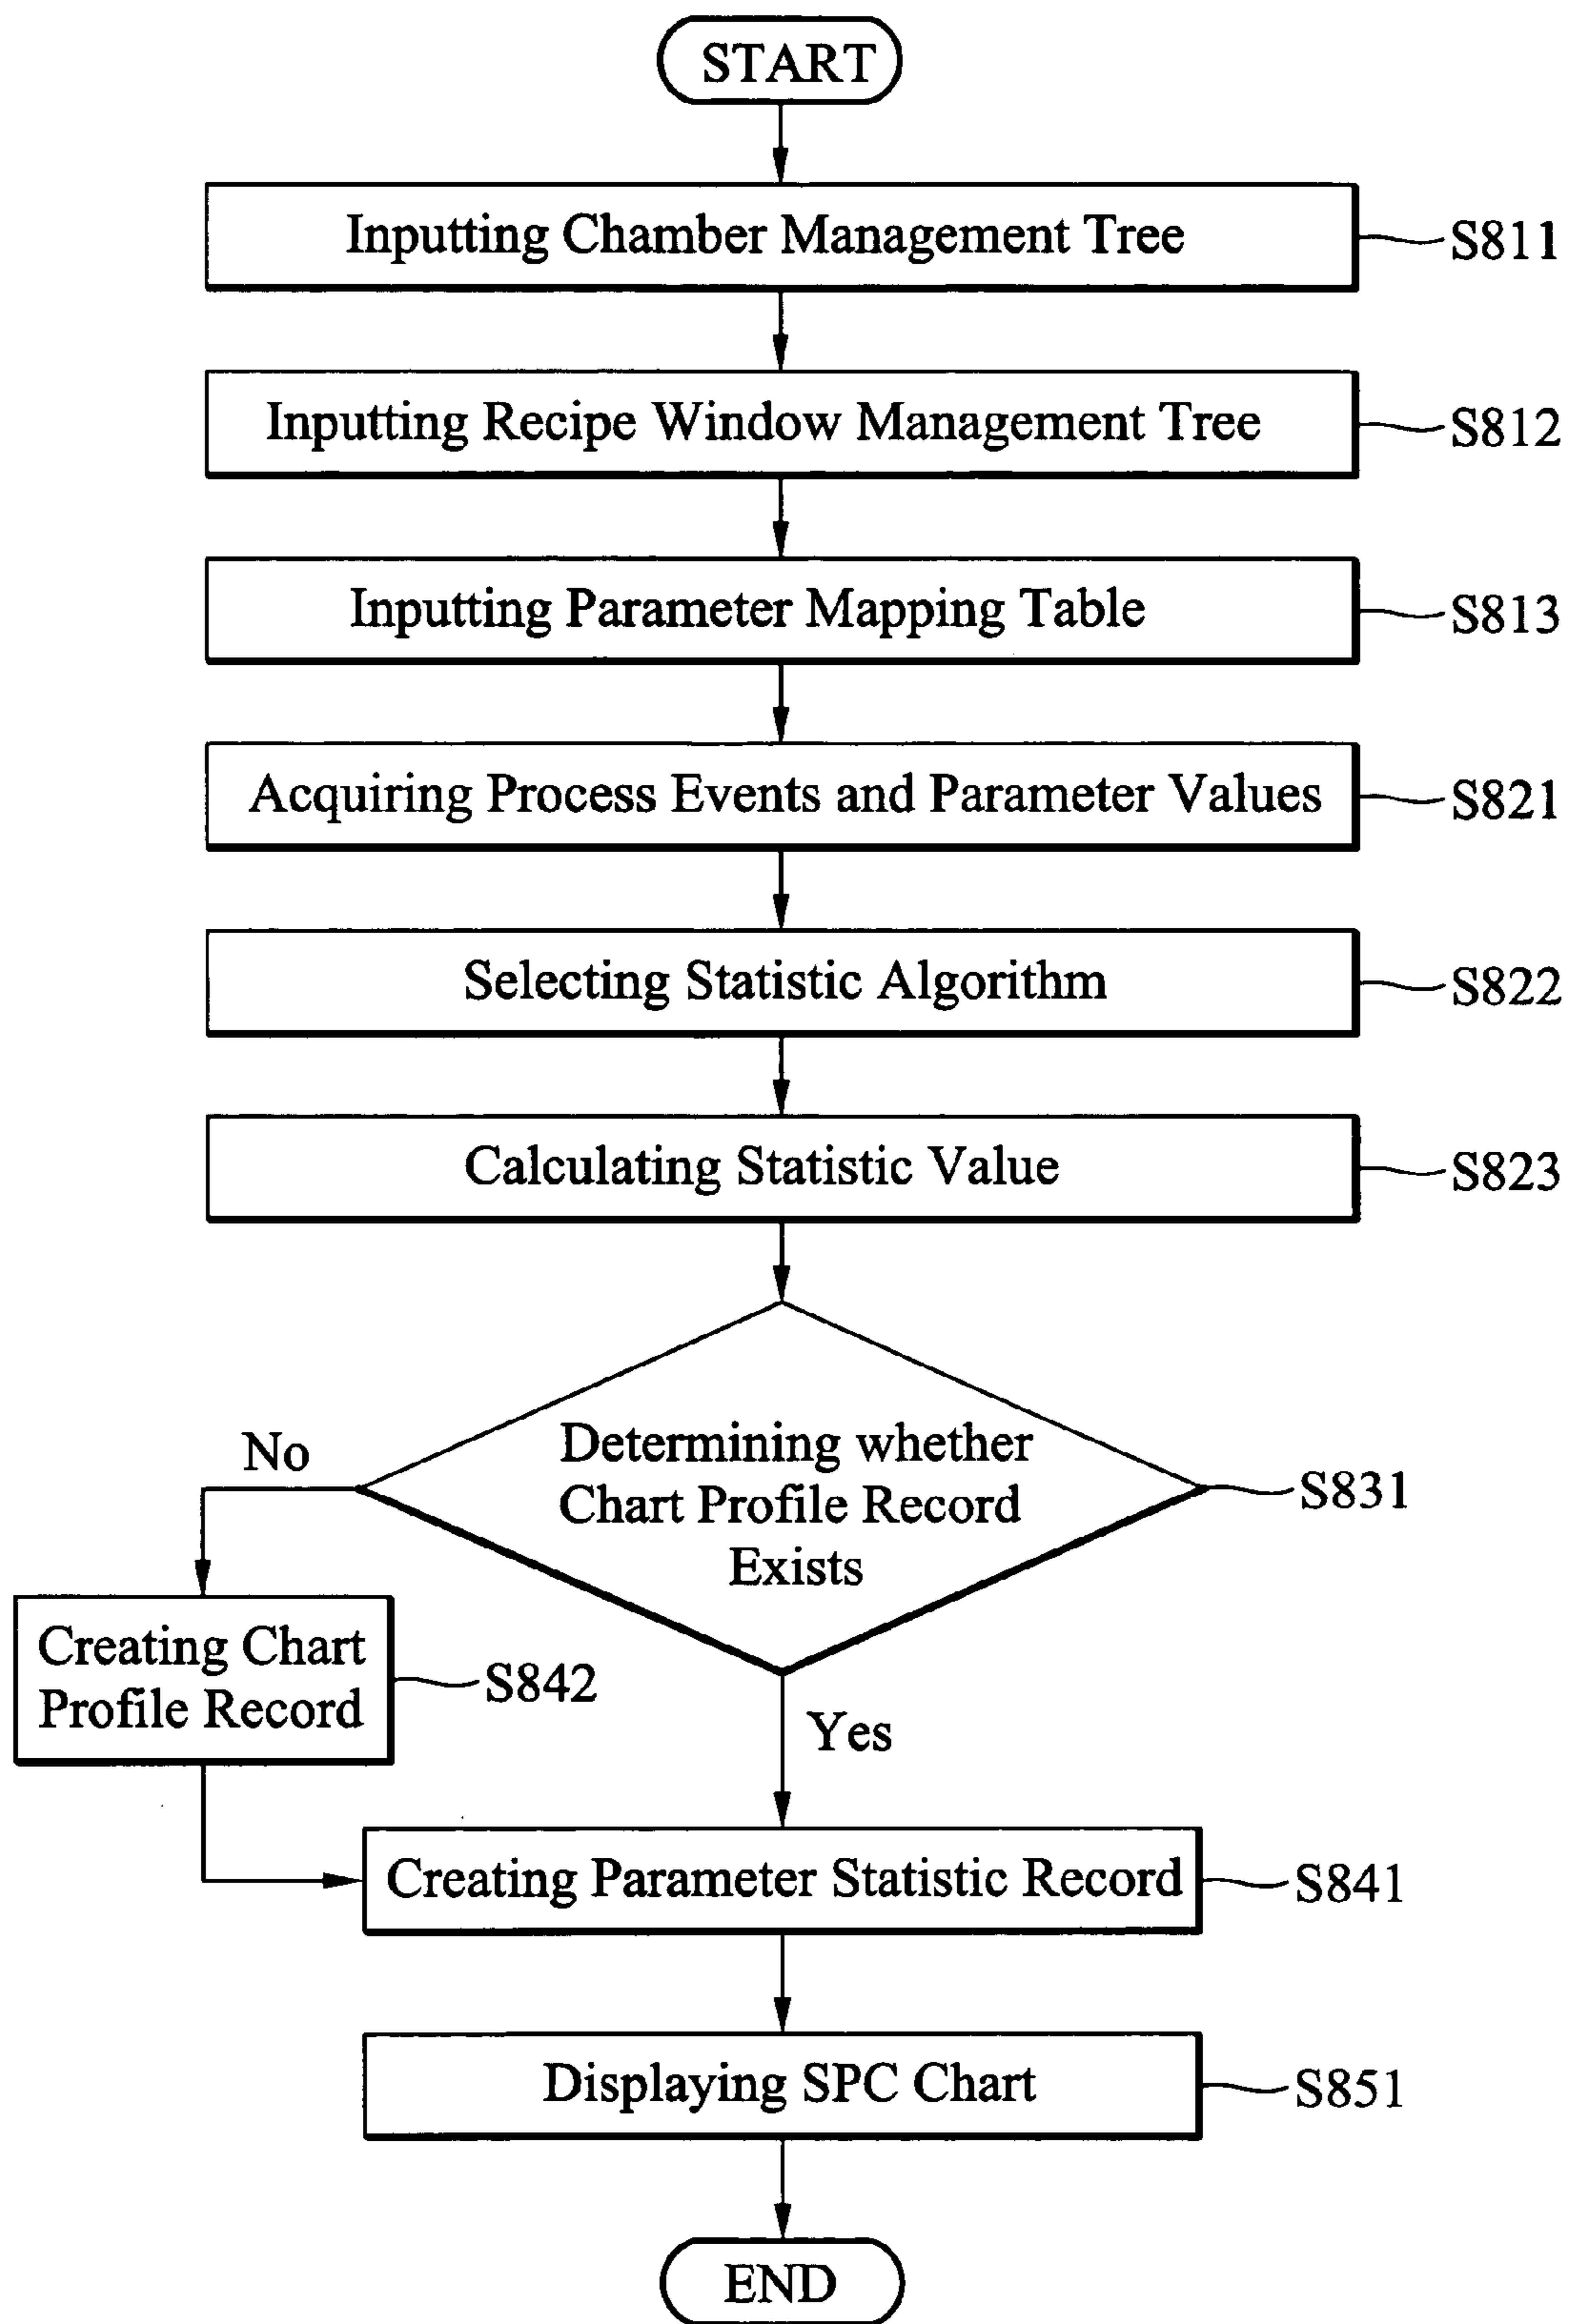 START
Inputting Chamber Management Tree
S811
Inputting Recipe Window Management Tree
S812
Inputting Parameter Mapping Table
S813
Acquiring Process Events and Parameter Values
S821
Selecting Statistic Algorithm
S822
Calculating Statistic Value
S823
Determining whether
Chart Profile Record
Exists
S831
No
Creating Chart
Profile Record
S842
Yes
Creating Parameter Statistic Record
S841
Displaying SPC Chart
S851
END